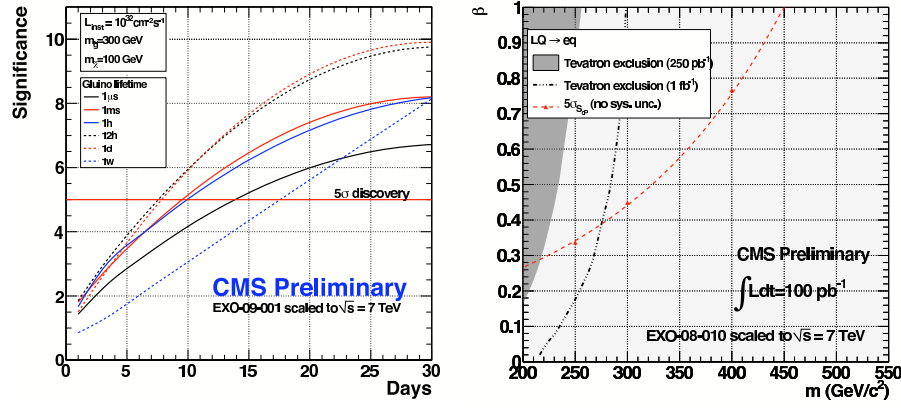 Significance
10
8
6
4
2
0
0 5 10 15 20 25 30
Days
L_inst = 10^32 cm^-2 s^-1
m_g̃=300 GeV
m_χ̃=100 GeV
Gluino lifetime
1μs
1ms
1h
12h
1d
1w
5σ discovery
CMS Preliminary
EXO-09-001 scaled to √s = 7 TeV
β
1
0.9
0.8
0.7
0.6
0.5
0.4
0.3
0.2
0.1
0
200 250 300 350 400 450 500 550
m (GeV/c²)
LQ → eq
Tevatron exclusion (250 pb⁻¹)
Tevatron exclusion (1 fb⁻¹)
5σ (no sys. unc.)
CMS Preliminary
∫Ldt=100 pb⁻¹
EXO-08-010 scaled to √s = 7 TeV